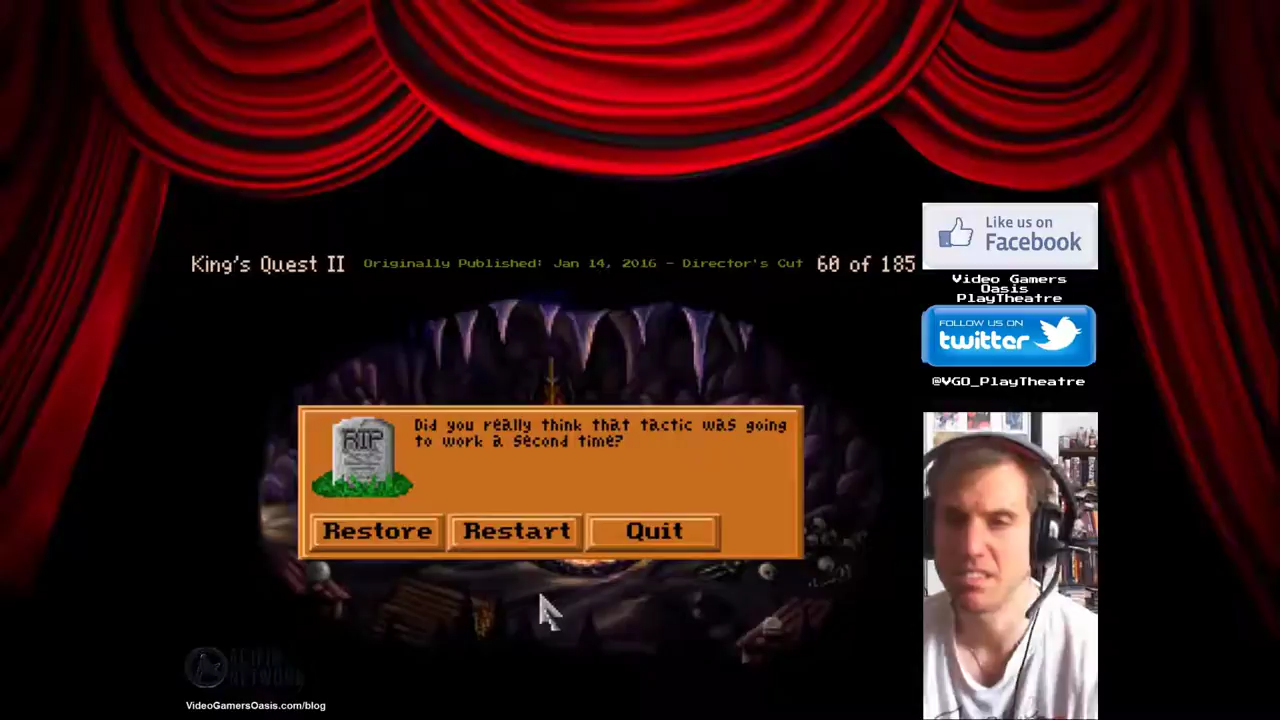 Like us on
Facebook
King's Quest II
Originally Published: Jan 14, 2016 - Director's Cut
60 of 185
Video Gamers
Oasis
PlayTheatre
FOLLOW US ON
twitter
@VGO_PlayTheatre
RIP
Did you really think that tactic was going
to work a second time?
Restore
Restart
Quit
NETWORK
VideoGamersOasis.com/blog